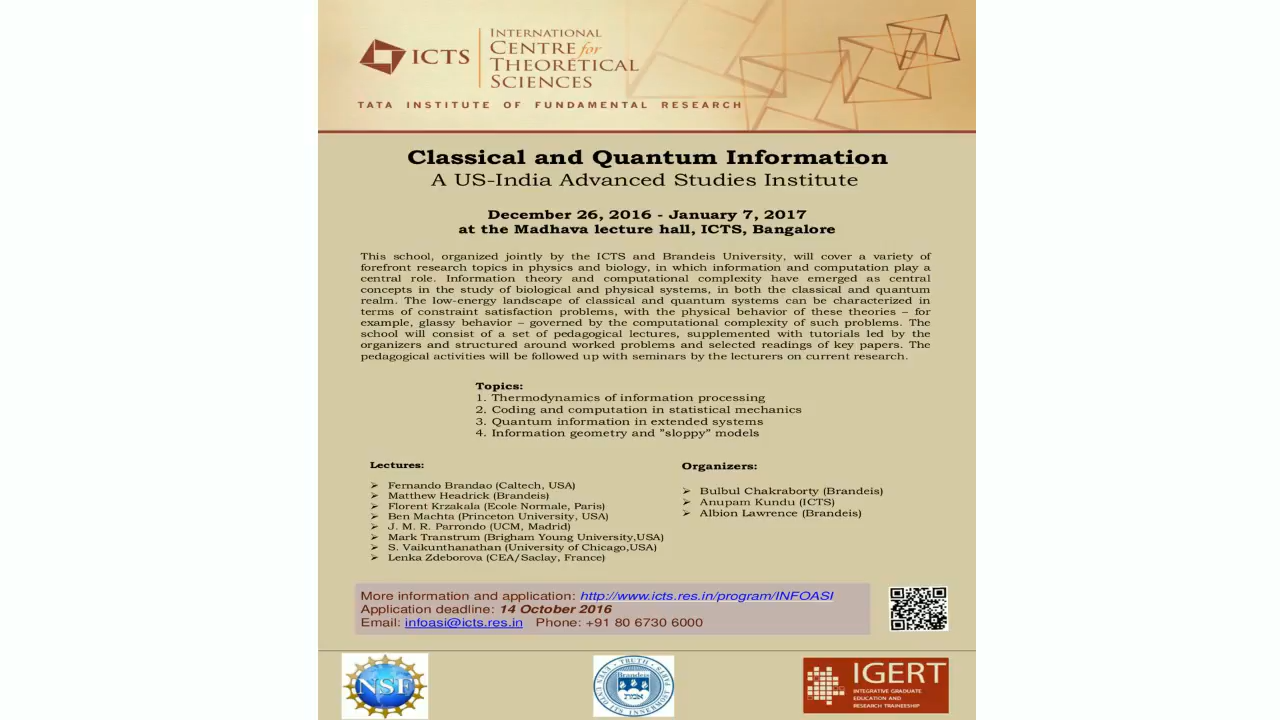 ICTS
INTERNATIONAL
CENTRE for
THEORETICAL
SCIENCES
TATA INSTITUTE OF FUNDAMENTAL RESEARCH
Classical and Quantum Information
A US-India Advanced Studies Institute
December 26, 2016 - January 7, 2017
at the Madhava lecture hall, ICTS, Bangalore
This school, organized jointly by the ICTS and Brandeis University, will cover a variety of
forefront research topics in physics and biology, in which information and computation play a
central role. Information theory and computational complexity have emerged as central
concepts in the study of biological and physical systems, in both the classical and quantum
realm. The low-energy landscape of classical and quantum systems can be characterized in
terms of constraint satisfaction problems, with the physical behavior of these theories – for
example, glassy behavior – governed by the computational complexity of such problems. The
school will consist of a set of pedagogical lectures, supplemented with tutorials led by the
organizers and structured around worked problems and selected readings of key papers. The
pedagogical activities will be followed up with seminars by the lecturers on current research.
Topics:
1. Thermodynamics of information processing
2. Coding and computation in statistical mechanics
3. Quantum information in extended systems
4. Information geometry and ”sloppy” models
Lectures:
➢ Fernando Brandao (Caltech, USA)
➢ Matthew Headrick (Brandeis)
➢ Florent Krzakala (Ecole Normale, Paris)
➢ Ben Machta (Princeton University, USA)
➢ J. M. R. Parrondo (UCM, Madrid)
➢ Mark Transtrum (Brigham Young University,USA)
➢ S. Vaikunthanathan (University of Chicago,USA)
➢ Lenka Zdeborova (CEA/Saclay, France)
Organizers:
➢ Bulbul Chakraborty (Brandeis)
➢ Anupam Kundu (ICTS)
➢ Albion Lawrence (Brandeis)
More information and application: http://www.icts.res.in/program/INFOASI
Application deadline: 14 October 2016
Email: infoasi@icts.res.in Phone: +91 80 6730 6000
NSF
TRUTH
Brandeis
IGERT
INTEGRATIVE GRADUATE
EDUCATION AND
RESEARCH TRAINEESHIP